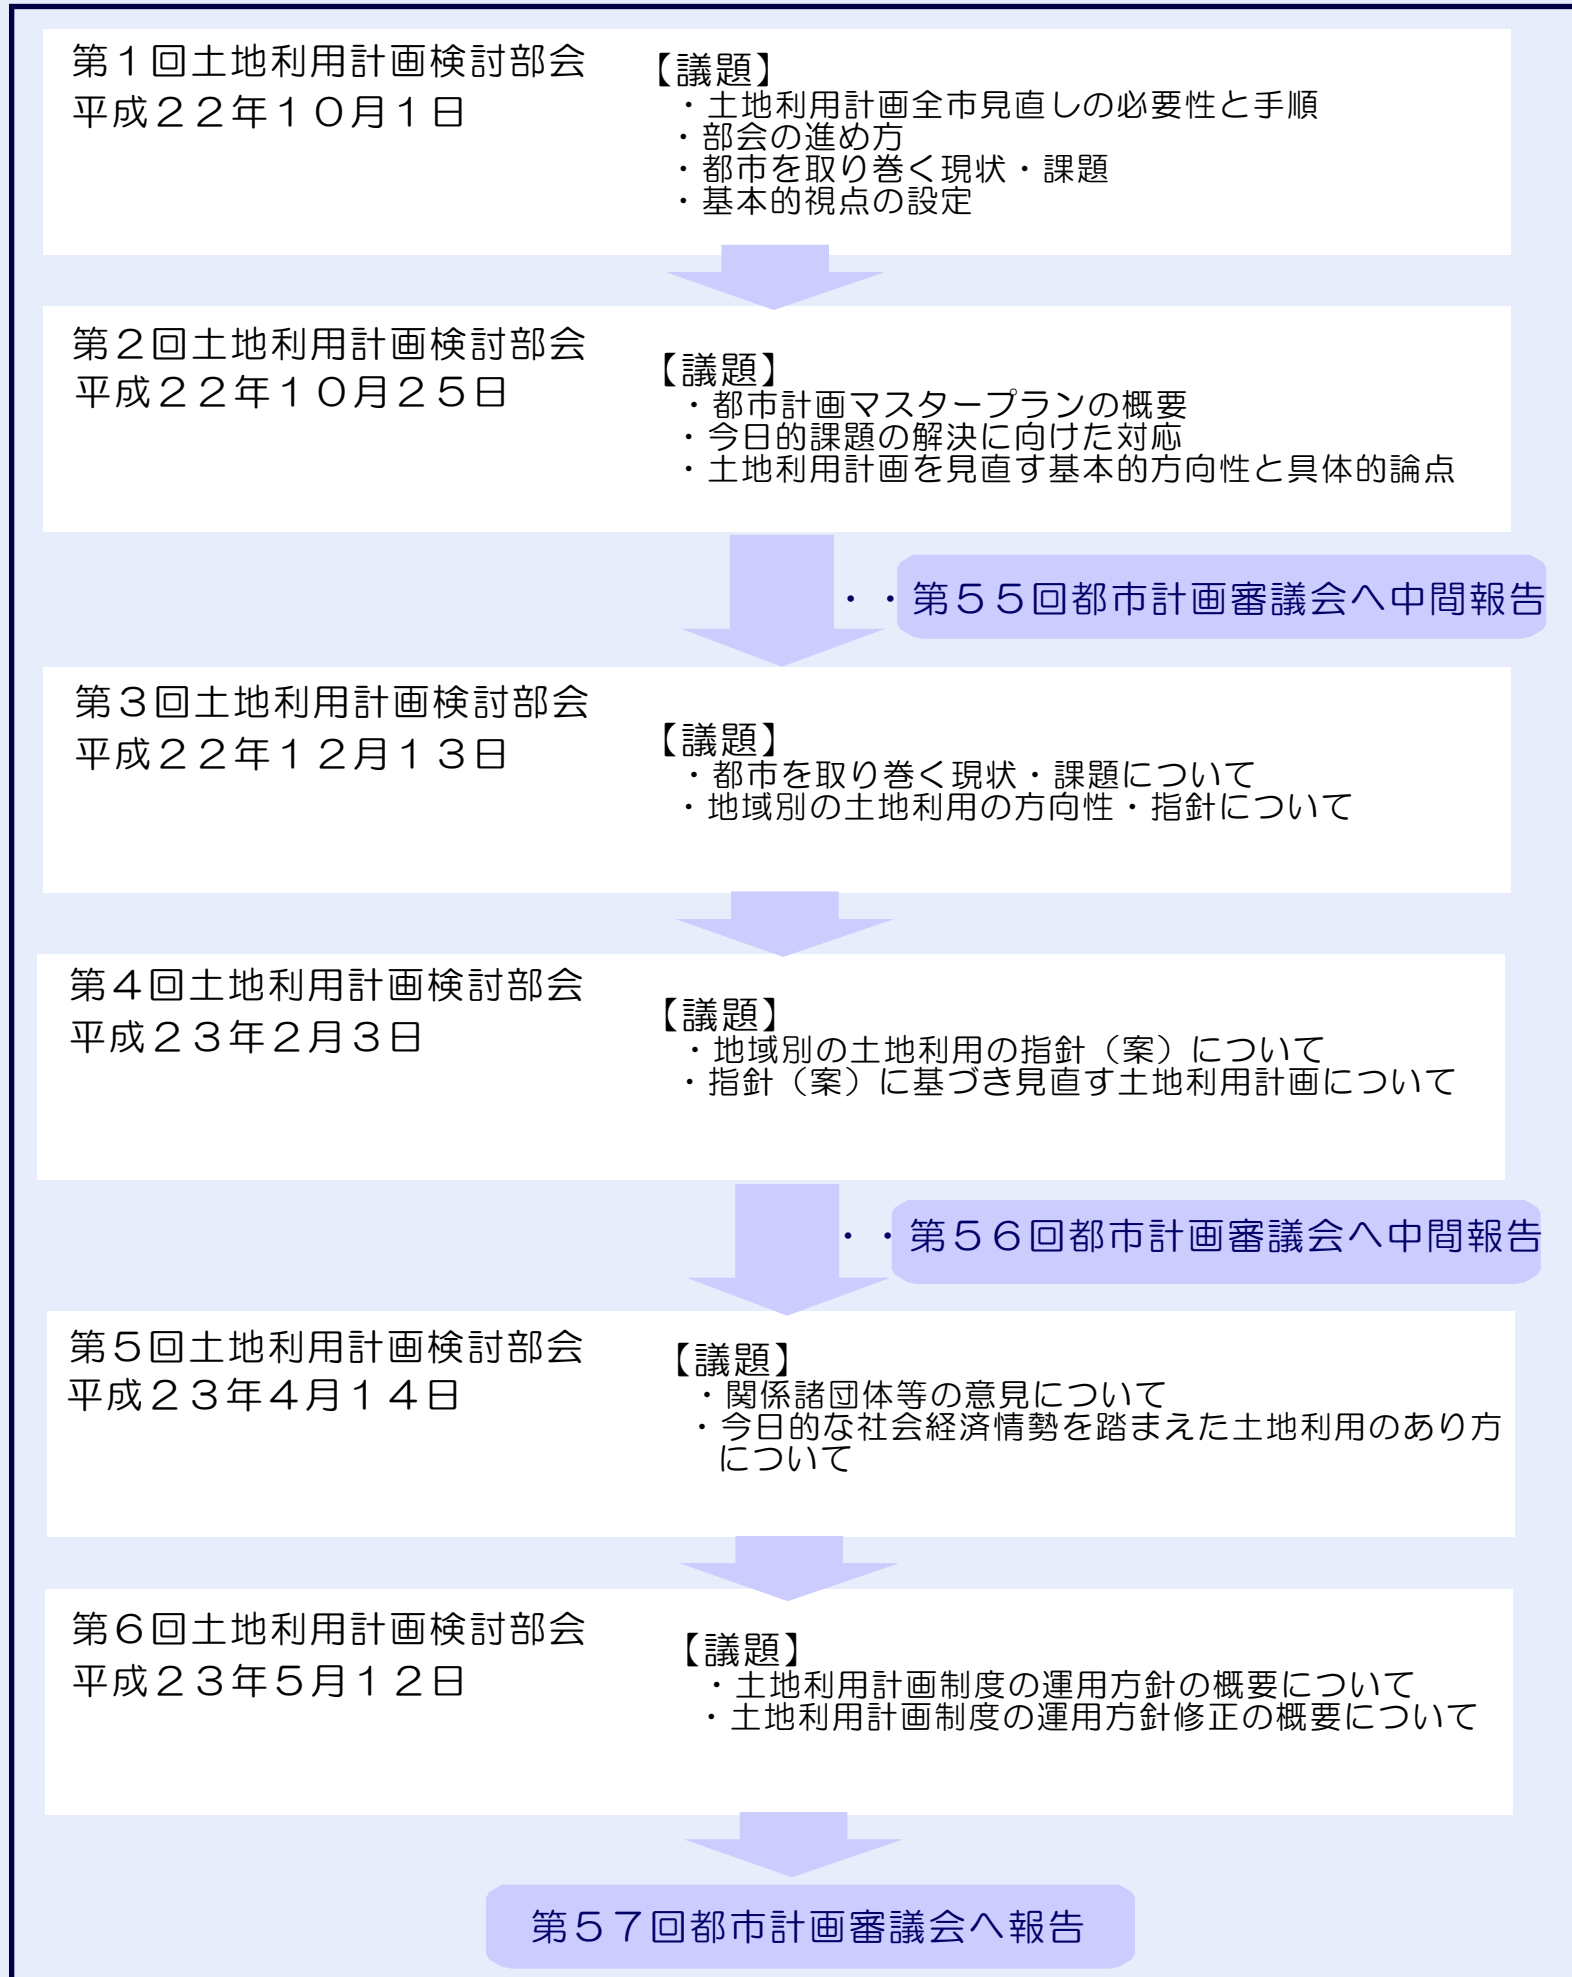 第１回土地利用計画検討部会
平成２２年１０月１日
【議題】
・土地利用計画全市見直しの必要性と手順
・部会の進め方
・都市を取り巻く現状・課題
・基本的視点の設定
第２回土地利用計画検討部会
平成２２年１０月２５日
【議題】
・都市計画マスタープランの概要
・今日的課題の解決に向けた対応
・土地利用計画を見直す基本的方向性と具体的論点
・・第５５回都市計画審議会へ中間報告
第３回土地利用計画検討部会
平成２２年１２月１３日
【議題】
・都市を取り巻く現状・課題について
・地域別の土地利用の方向性・指針について
第４回土地利用計画検討部会
平成２３年２月３日
【議題】
・地域別の土地利用の指針（案）について
・指針（案）に基づき見直す土地利用計画について
・・第５６回都市計画審議会へ中間報告
第５回土地利用計画検討部会
平成２３年４月１４日
【議題】
・関係諸団体等の意見について
・今日的な社会経済情勢を踏まえた土地利用のあり方
について
第６回土地利用計画検討部会
平成２３年５月１２日
【議題】
・土地利用計画制度の運用方針の概要について
・土地利用計画制度の運用方針修正の概要について
第５７回都市計画審議会へ報告